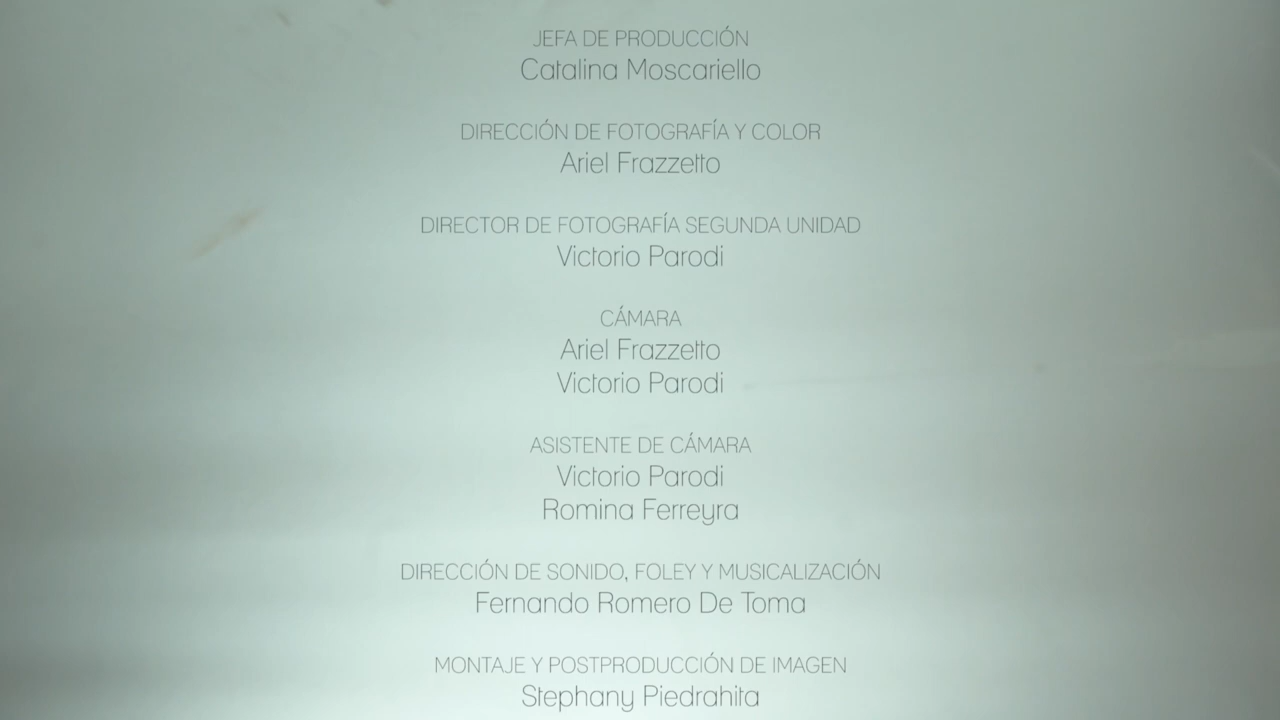 JEFA DE PRODUCCIÓN
Catalina Moscariello
DIRECCIÓN DE FOTOGRAFÍA Y COLOR
Ariel Frazzetto
DIRECTOR DE FOTOGRAFÍA SEGUNDA UNIDAD
Victorio Parodi
CÁMARA
Ariel Frazzetto
Victorio Parodi
ASISTENTE DE CÁMARA
Victorio Parodi
Romina Ferreyra
DIRECCIÓN DE SONIDO, FOLEY Y MUSICALIZACIÓN
Fernando Romero De Toma
MONTAJE Y POSTPRODUCCIÓN DE IMAGEN
Stephany Piedrahita